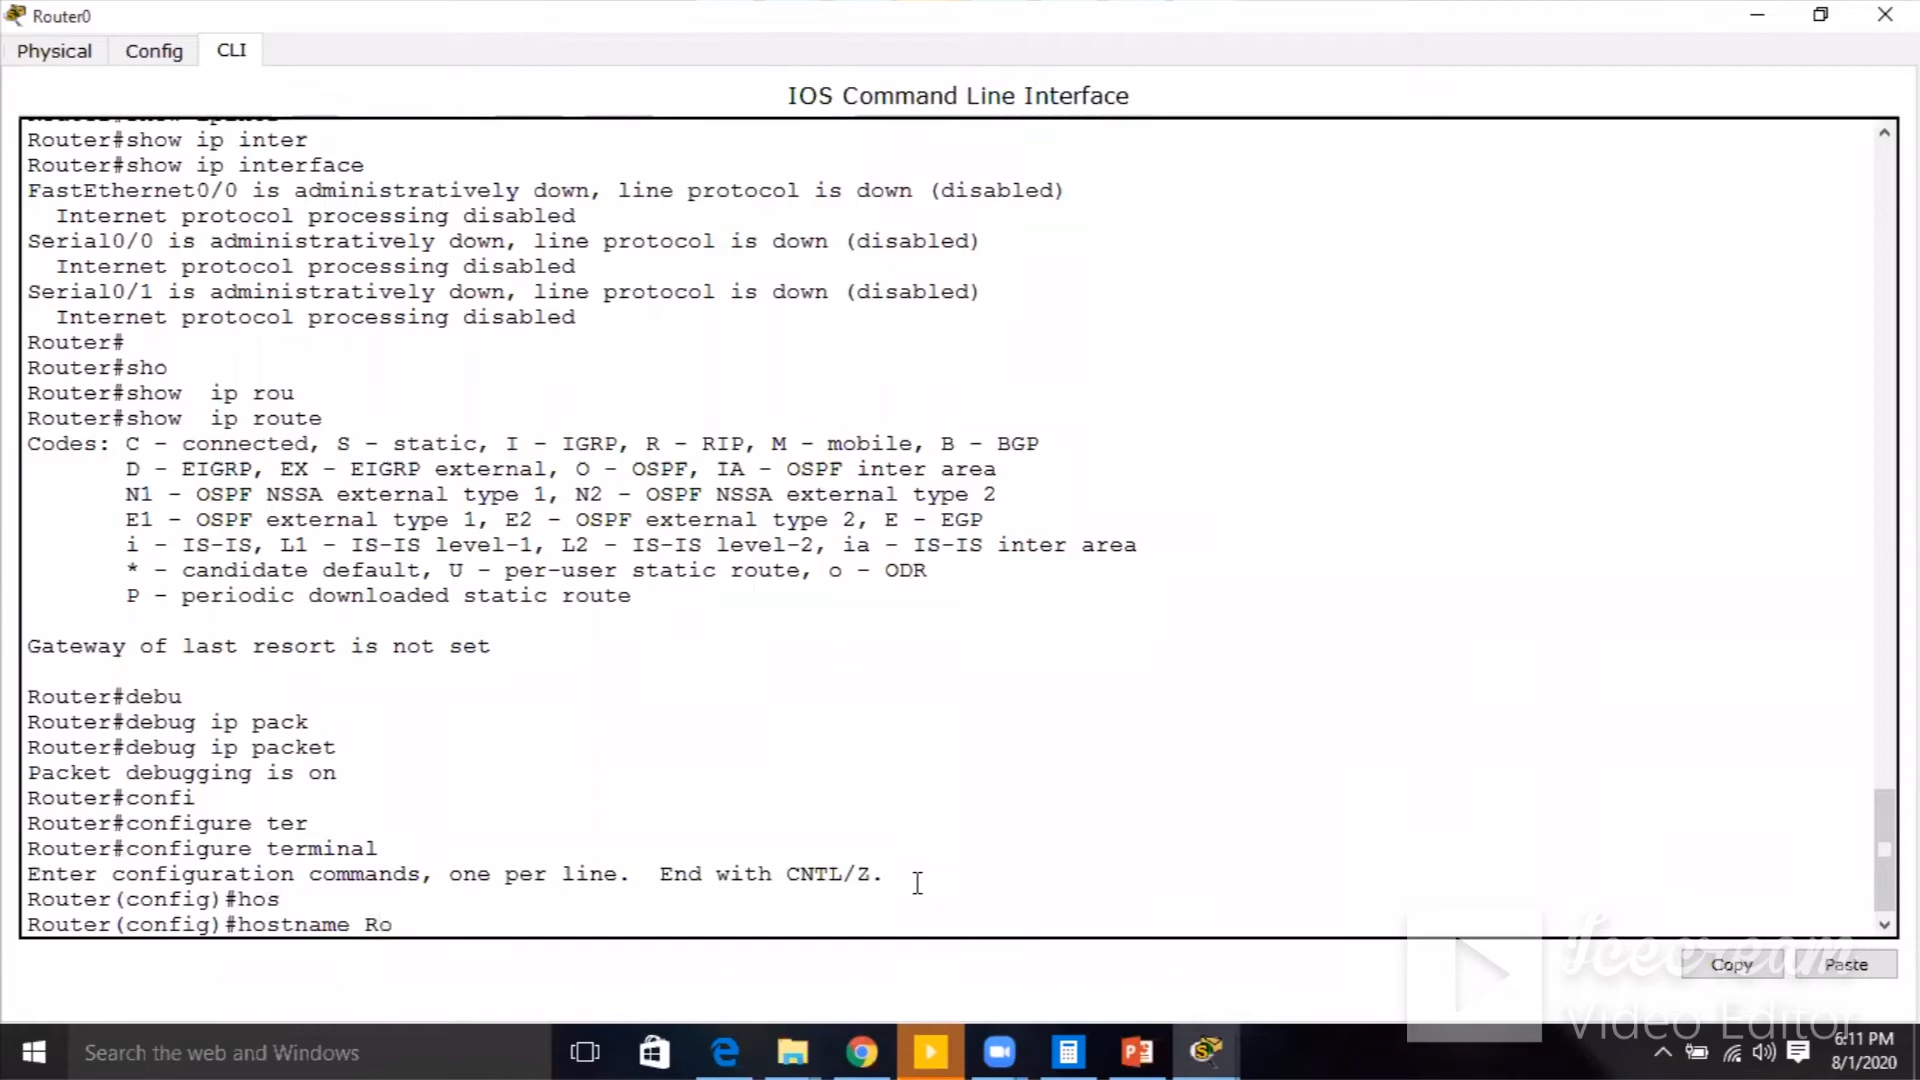 Router0
Physical Config CLI
IOS Command Line Interface
Router#show ip inter
Router#show ip interface
FastEthernet0/0 is administratively down, line protocol is down (disabled)
  Internet protocol processing disabled
Serial0/0 is administratively down, line protocol is down (disabled)
  Internet protocol processing disabled
Serial0/1 is administratively down, line protocol is down (disabled)
  Internet protocol processing disabled
Router#
Router#sho
Router#show  ip rou
Router#show  ip route
Codes: C - connected, S - static, I - IGRP, R - RIP, M - mobile, B - BGP
       D - EIGRP, EX - EIGRP external, O - OSPF, IA - OSPF inter area
       N1 - OSPF NSSA external type 1, N2 - OSPF NSSA external type 2
       E1 - OSPF external type 1, E2 - OSPF external type 2, E - EGP
       i - IS-IS, L1 - IS-IS level-1, L2 - IS-IS level-2, ia - IS-IS inter area
       * - candidate default, U - per-user static route, o - ODR
       P - periodic downloaded static route
Gateway of last resort is not set
Router#debu
Router#debug ip pack
Router#debug ip packet
Packet debugging is on
Router#confi
Router#configure ter
Router#configure terminal
Enter configuration commands, one per line.  End with CNTL/Z.
Router(config)#hos
Router(config)#hostname Ro
Copy Paste
Icecream
Video Editor
Search the web and Windows
6:11 PM
8/1/2020